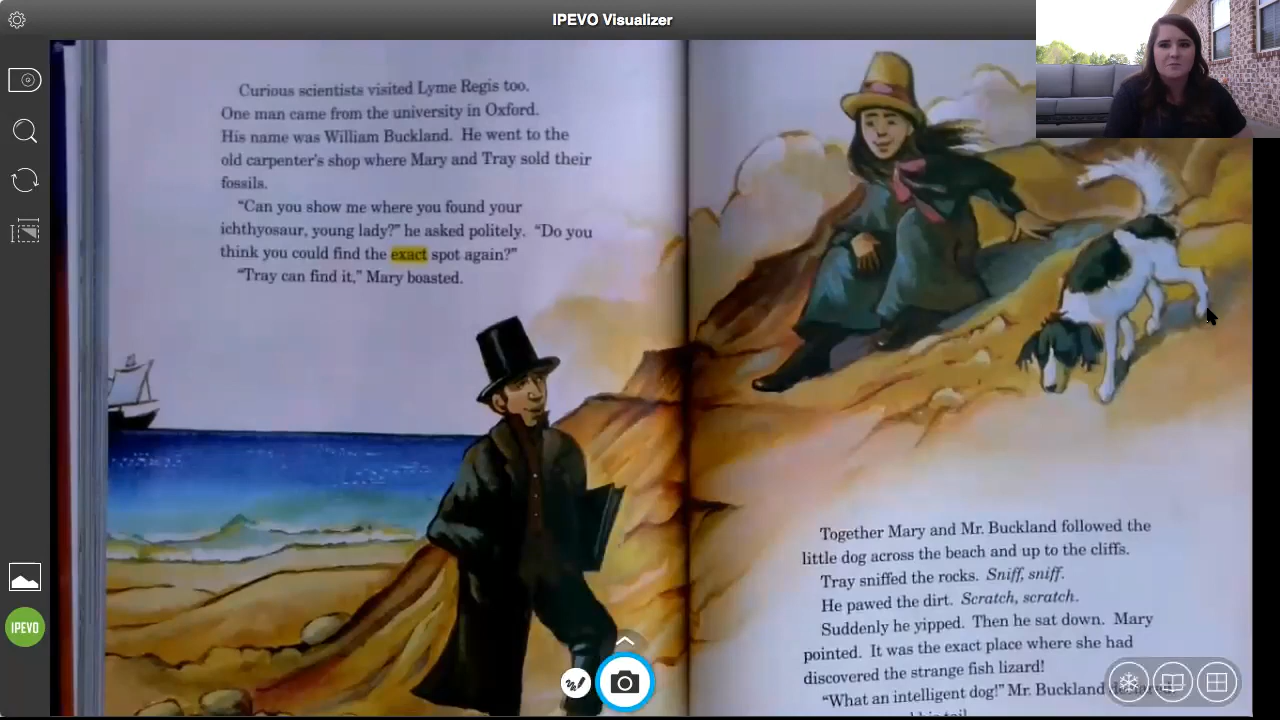 IPEVO Visualizer
Curious scientists visited Lyme Regis too.
One man came from the university in Oxford.
His name was William Buckland. He went to the
old carpenter's shop where Mary and Tray sold their
fossils.
"Can you show me where you found your
ichthyosaur, young lady?" he asked politely. "Do you
think you could find the exact spot again?"
"Tray can find it," Mary boasted.
Together Mary and Mr. Buckland followed the
little dog across the beach and up to the cliffs.
Tray sniffed the rocks. Sniff, sniff.
He pawed the dirt. Scratch, scratch.
Suddenly he yipped. Then he sat down. Mary
pointed. It was the exact place where she had
discovered the strange fish lizard!
"What an intelligent dog!" Mr. Buckland
IPEVO